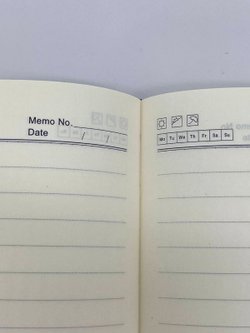 Memo No.
Date / /
Mo Tu We Th Fr Sa Su